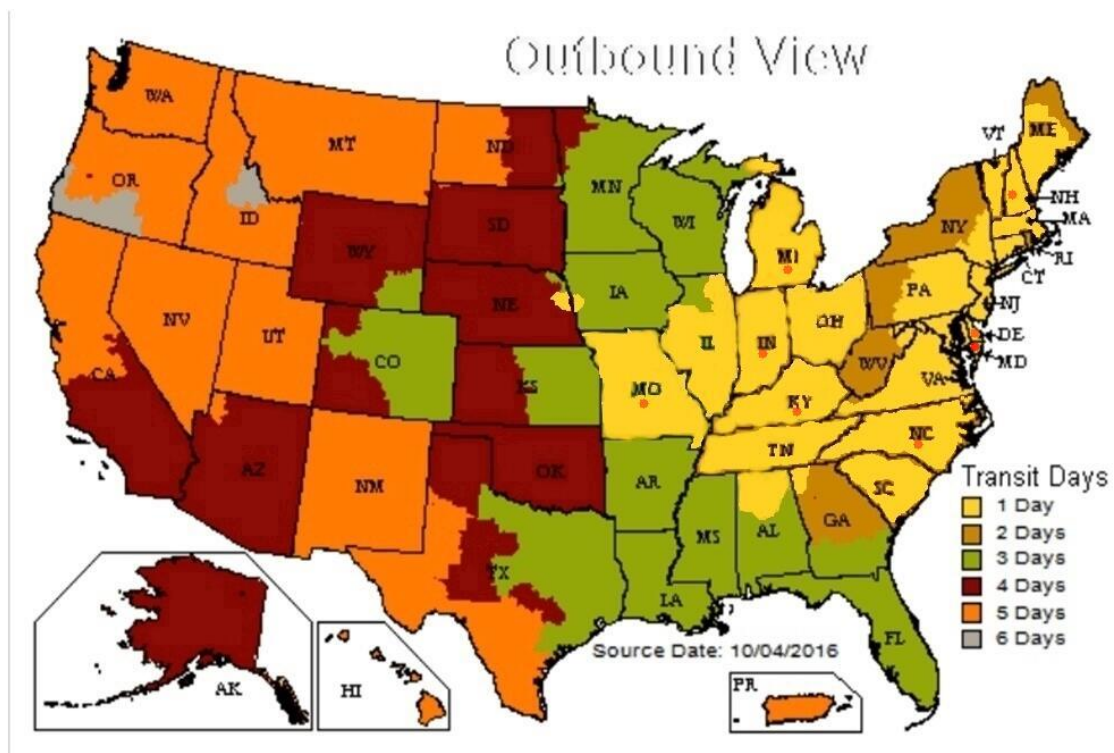 Outbound View
WA
MT
ND
MN
VT
ME
OR
ID
SD
WI
NH
MA
WY
NY
RI
MI
CT
NE
IA
PA
NJ
NV
UT
CO
IL
IN
OH
DE
MD
CA
KS
MO
WV
VA
KY
AZ
NM
OK
AR
TN
NC
SC
TX
MS
AL
GA
LA
FL
Transit Days
1 Day
2 Days
3 Days
4 Days
5 Days
6 Days
Source Date: 10/04/2016
AK
HI
PR